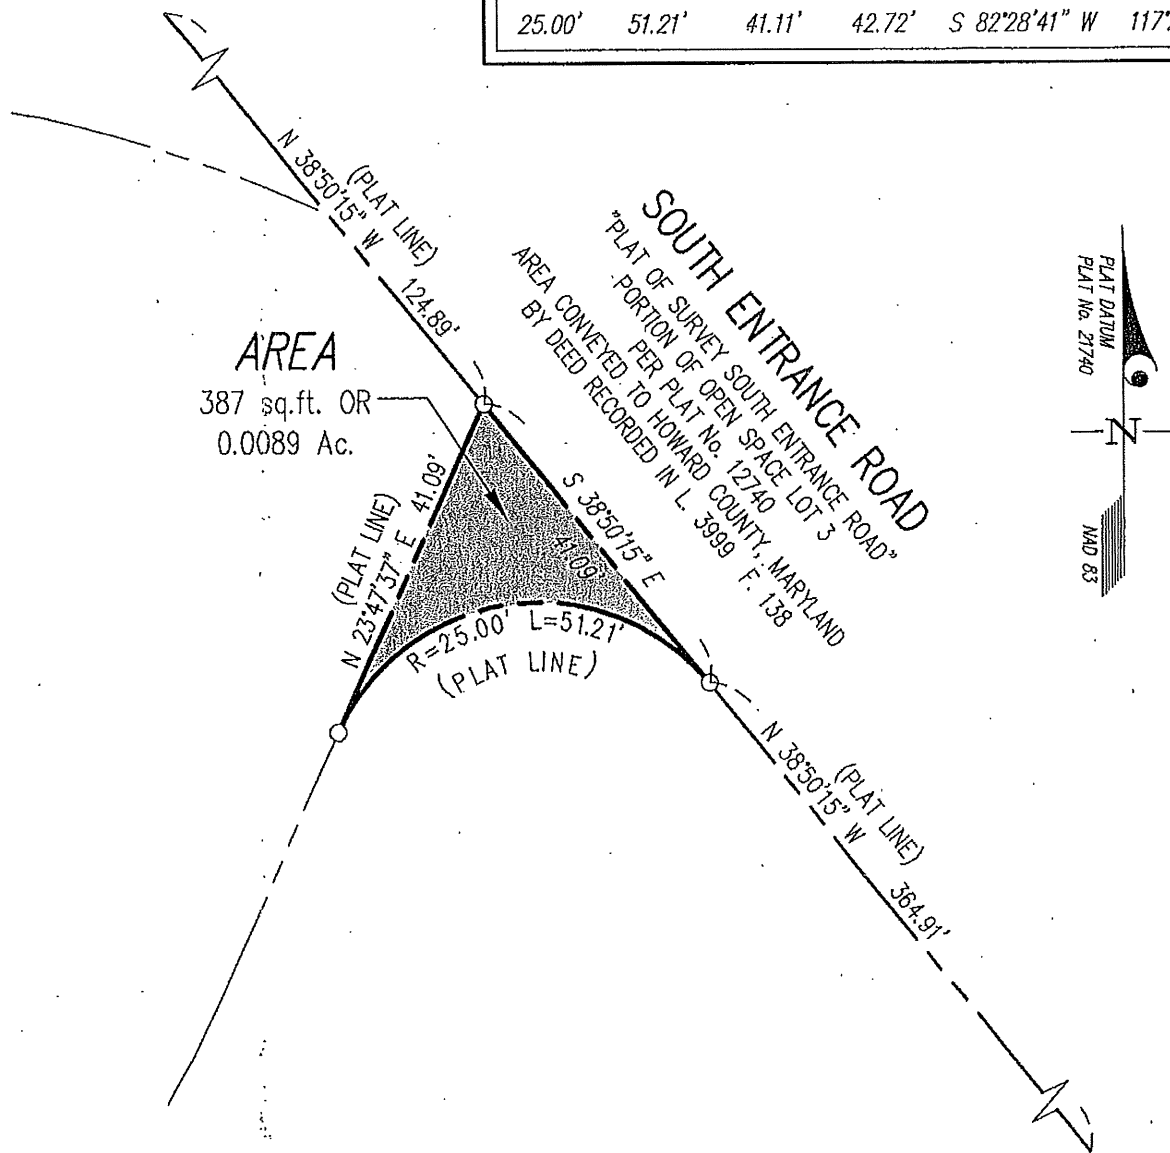 25.00' 51.21' 41.11' 42.72' S 82°28'41" W 117°
N 38°50'15" W
(PLAT LINE)
124.89'
SOUTH ENTRANCE ROAD
"PLAT OF SURVEY SOUTH ENTRANCE ROAD"
PORTION OF OPEN SPACE LOT 3
PER PLAT No. 12740
AREA CONVEYED TO HOWARD COUNTY, MARYLAND
BY DEED RECORDED IN L. 3999 F. 138
PLAT DATUM
PLAT No. 21740
N
NAD 83
AREA
387 sq.ft. OR
0.0089 Ac.
(PLAT LINE)
N 23°47'37" E 41.09'
S 38°50'15" E
41.09'
R=25.00' L=51.21'
(PLAT LINE)
(PLAT LINE)
N 38°50'15" W
364.91'